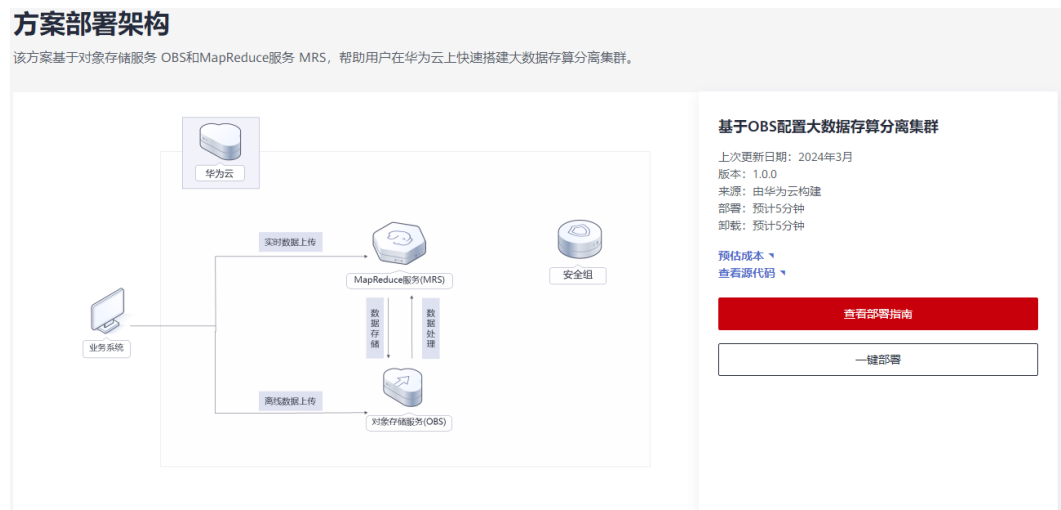 方案部署架构
该方案基于对象存储服务 OBS和MapReduce服务 MRS，帮助用户在华为云上快速搭建大数据存算分离集群。
华为云
实时数据上传
MapReduce服务(MRS)
安全组
数据存储
数据处理
业务系统
离线数据上传
对象存储服务(OBS)
基于OBS配置大数据存算分离集群
上次更新日期：2024年3月
版本：1.0.0
来源：由华为云构建
部署：预计5分钟
卸载：预计5分钟
预估成本
查看源代码
查看部署指南
一键部署